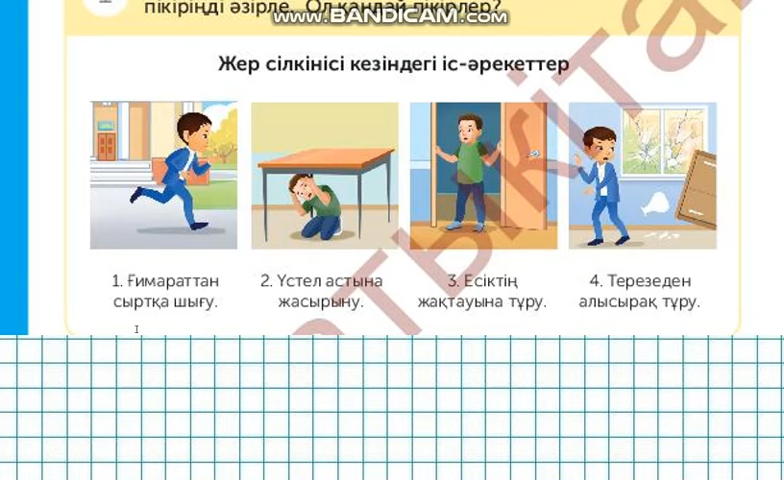 пікіріңді әзірле. Ол қандай пікірлер?
www.BANDICAM.com
Жер сілкінісі кезіндегі іс-әрекеттер
1. Ғимараттан
сыртқа шығу.
2. Үстел астына
жасырыну.
3. Есіктің
жақтауына тұру.
4. Терезеден
алысырақ тұру.